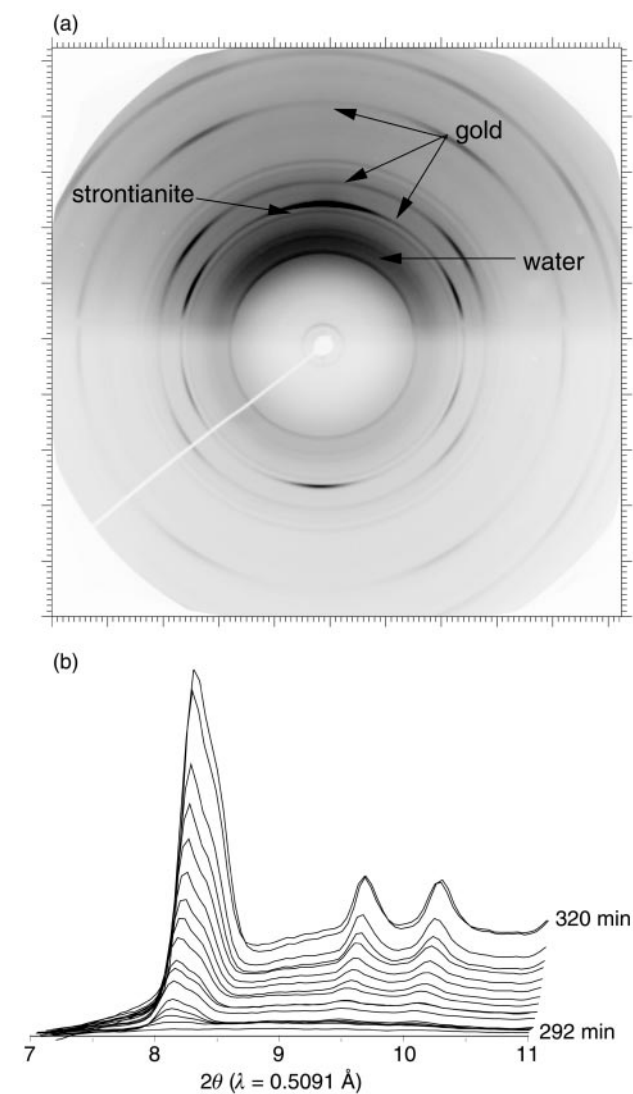 (a)
gold
strontianite
water
(b)
320 min
292 min
7 8 9 10 11
2θ (λ = 0.5091 Å)